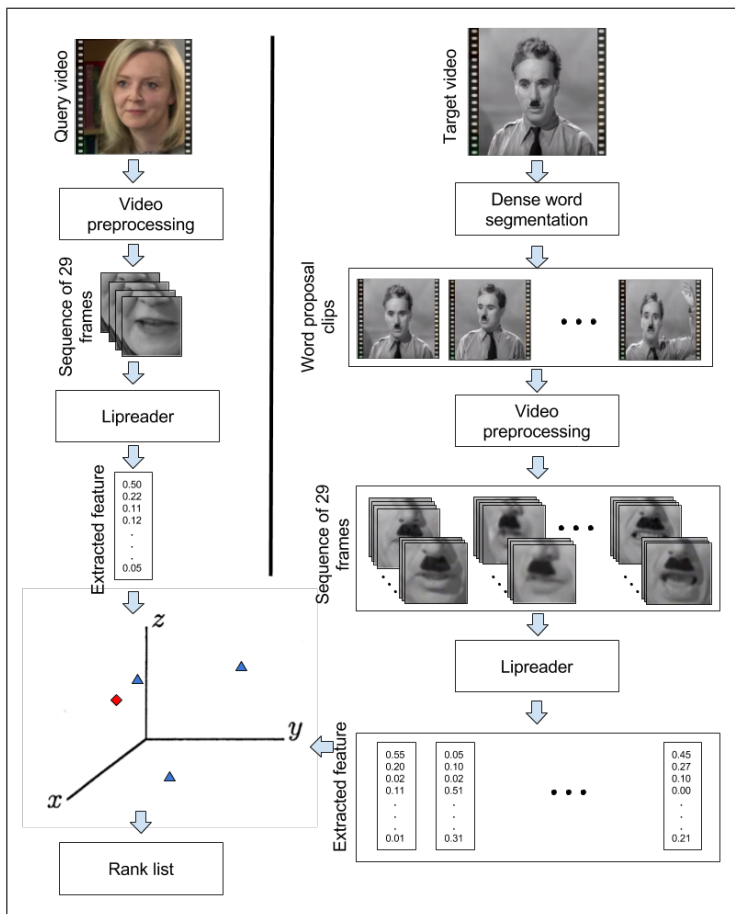 Query video
Video
preprocessing
Sequence of 29
frames
Lipreader
Extracted feature
0.50
0.22
0.11
0.12
.
.
.
0.05
z
y
x
Rank list
Target video
Dense word
segmentation
Word proposal
clips
• • •
Video
preprocessing
Sequence of 29
frames
• • •
Lipreader
Extracted feature
0.55
0.20
0.02
0.11
.
.
.
0.01
0.05
0.10
0.02
0.51
.
.
.
0.31
• • •
0.45
0.27
0.10
0.00
.
.
.
0.21